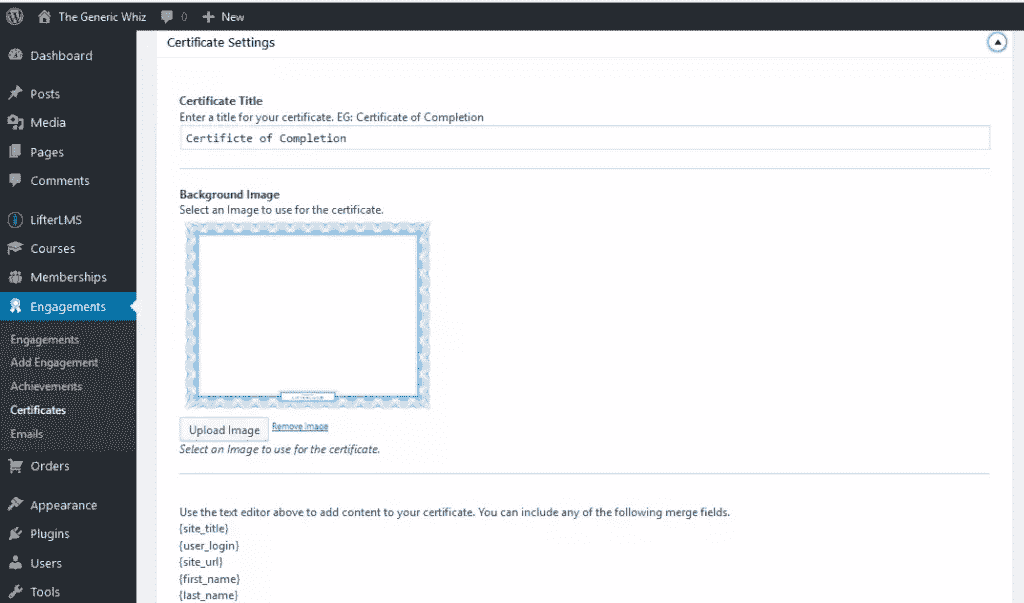 The Generic Whiz 0 New
Dashboard
Posts
Media
Pages
Comments
LifterLMS
Courses
Memberships
Engagements
Engagements
Add Engagement
Achievements
Certificates
Emails
Orders
Appearance
Plugins
Users
Tools
Certificate Settings
Certificate Title
Enter a title for your certificate. EG: Certificate of Completion
Certificte of Completion
Background Image
Select an Image to use for the certificate.
Upload Image Remove Image
Select an Image to use for the certificate.
Use the text editor above to add content to your certificate. You can include any of the following merge fields.
{site_title}
{user_login}
{site_url}
{first_name}
{last_name}